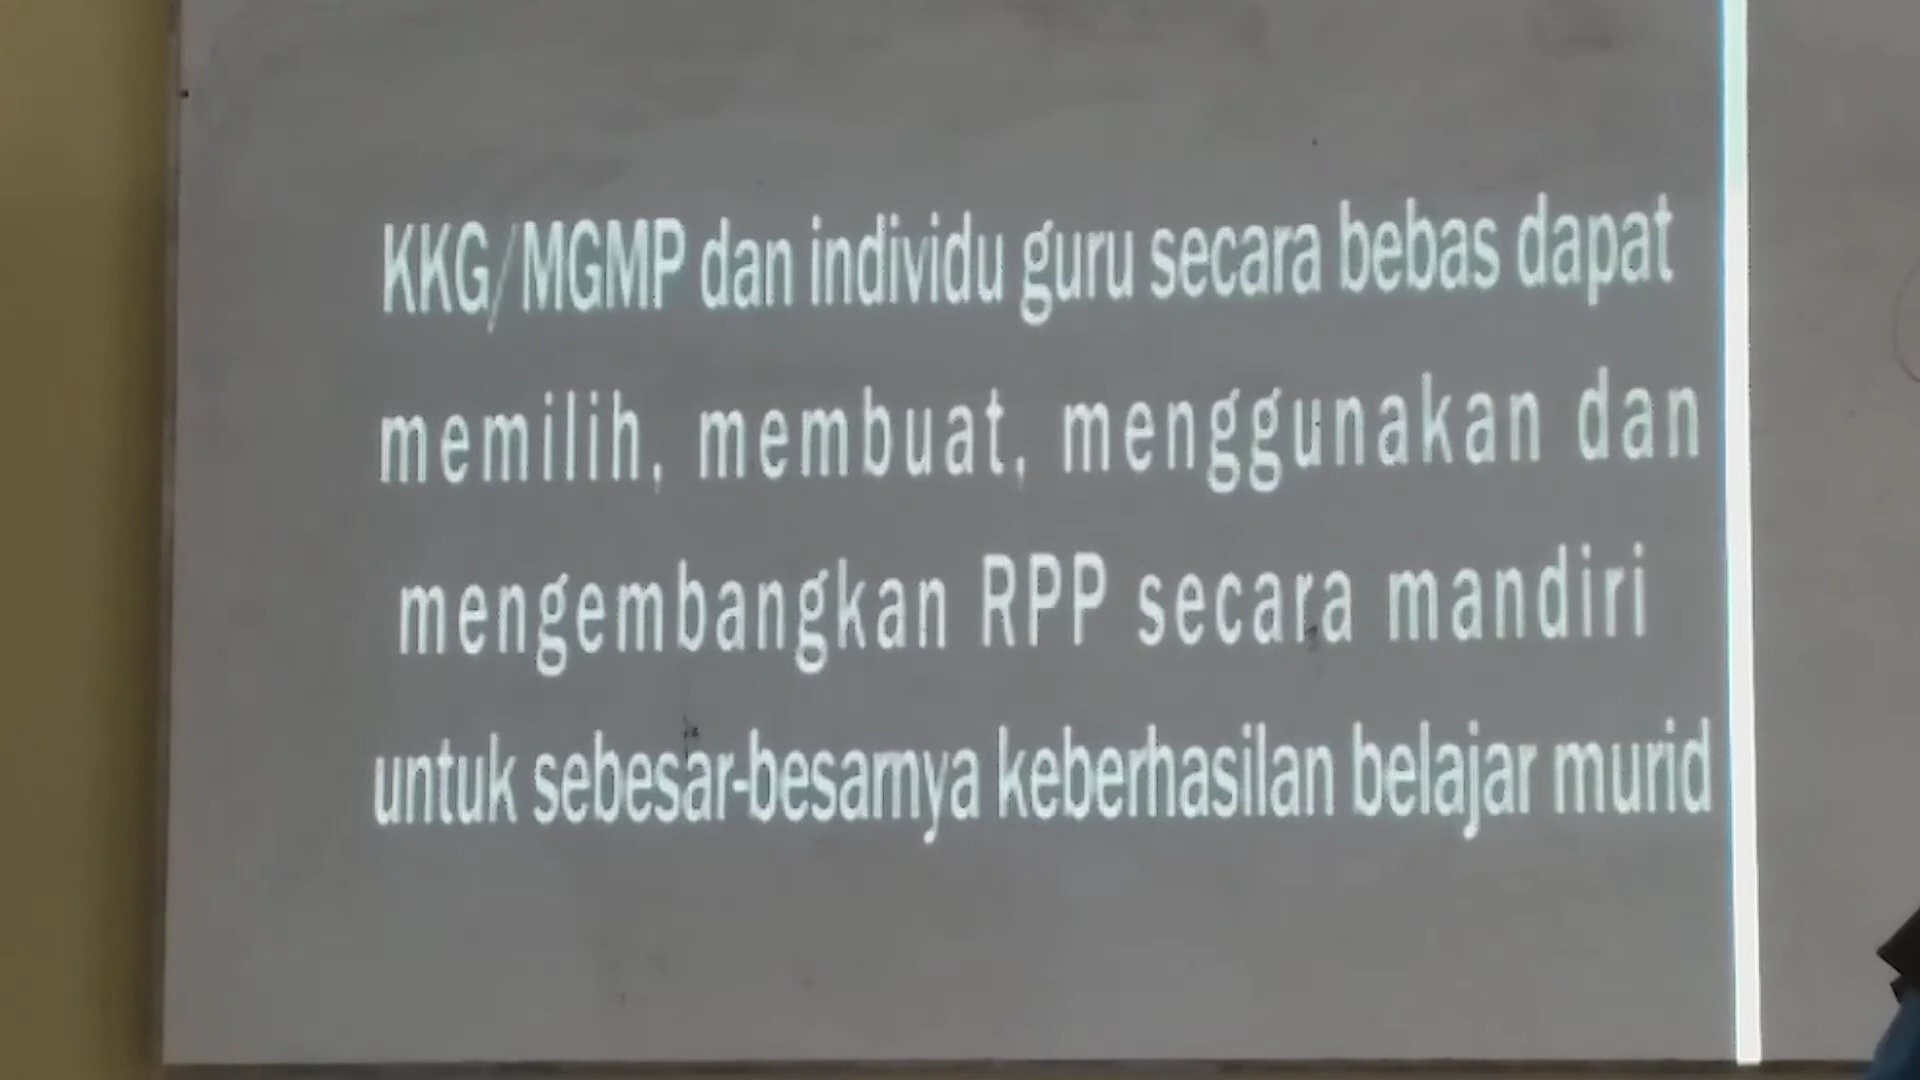 KKG/MGMP dan individu guru secara bebas dapat
memilih, membuat, menggunakan dan
mengembangkan RPP secara mandiri
untuk sebesar-besarnya keberhasilan belajar murid